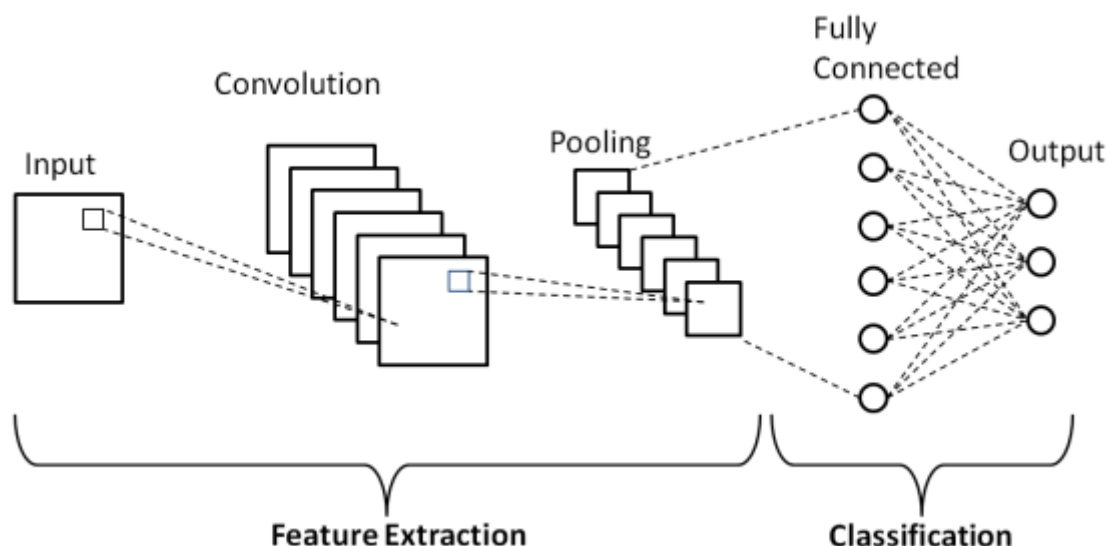 Input
Convolution
Pooling
Fully
Connected
Output
Feature Extraction
Classification